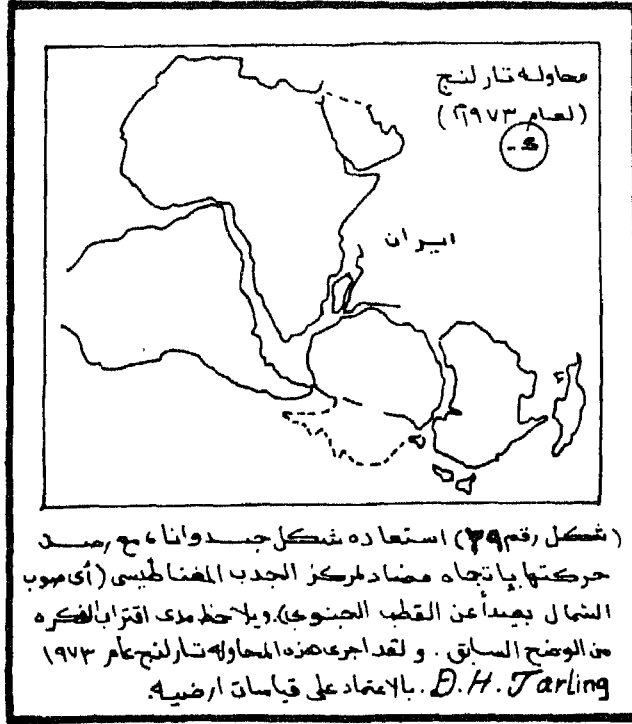 محاوله تارلنج
(لعام ١٩٧٣)
ايران
(شكل رقم ٣٩) استعاده شكل جندوانا، مع رصد
حركتها بإتجاه مضاد لمركز الجذب المغناطيسى (أى صوب
الشمال بعيداً عن القطب الجنوبى). ويلاحظ مدى اقتراب الفكره
من الوضع السابق. و لقد اجرى هذه المحاوله تارلنج عام ١٩٧٣
D. H. Tarling. بالاعتماد على قياسات ارضيه.